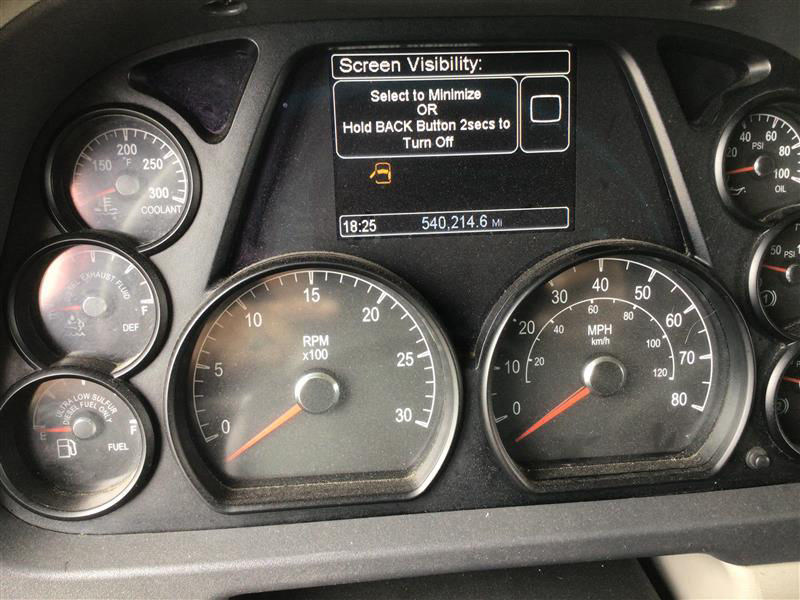 Screen Visibility:
Select to Minimize
OR
Hold BACK Button 2secs to
Turn Off
18:25 540,214.6 MI
150 200 250 300
°F
COOLANT
EXHAUST FLUID
F
DEF
ULTRA LOW SULFUR
DIESEL FUEL ONLY
E F
FUEL
0 5 10 15 20 25 30
RPM
x100
0 10 20 30 40 50 60 70 80
MPH
km/h
20 40 60 80 100 120
20 40 60 80 100
PSI
OIL
50
PSI
1